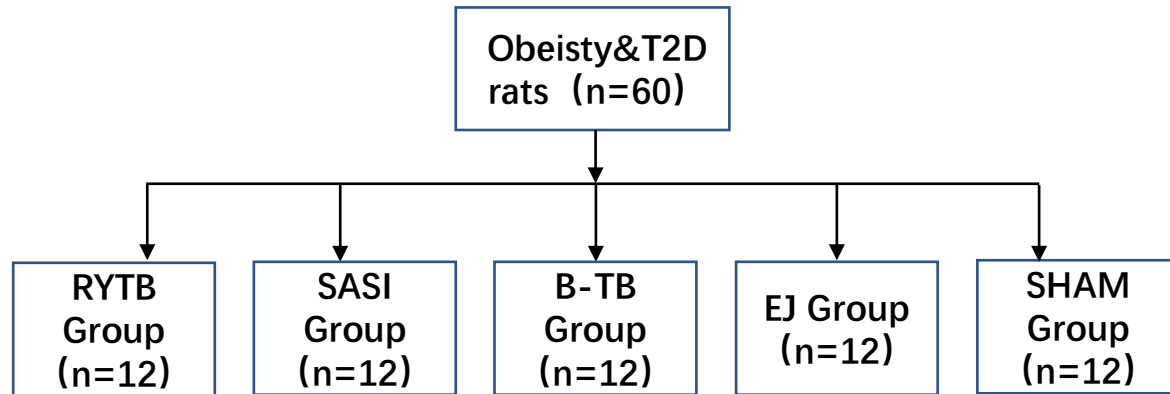 Obeisty&T2D
rats（n=60)
RYTB
Group
(n=12)
SASI
Group
(n=12)
B-TB
Group
(n=12)
EJ Group
(n=12)
SHAM
Group
(n=12)